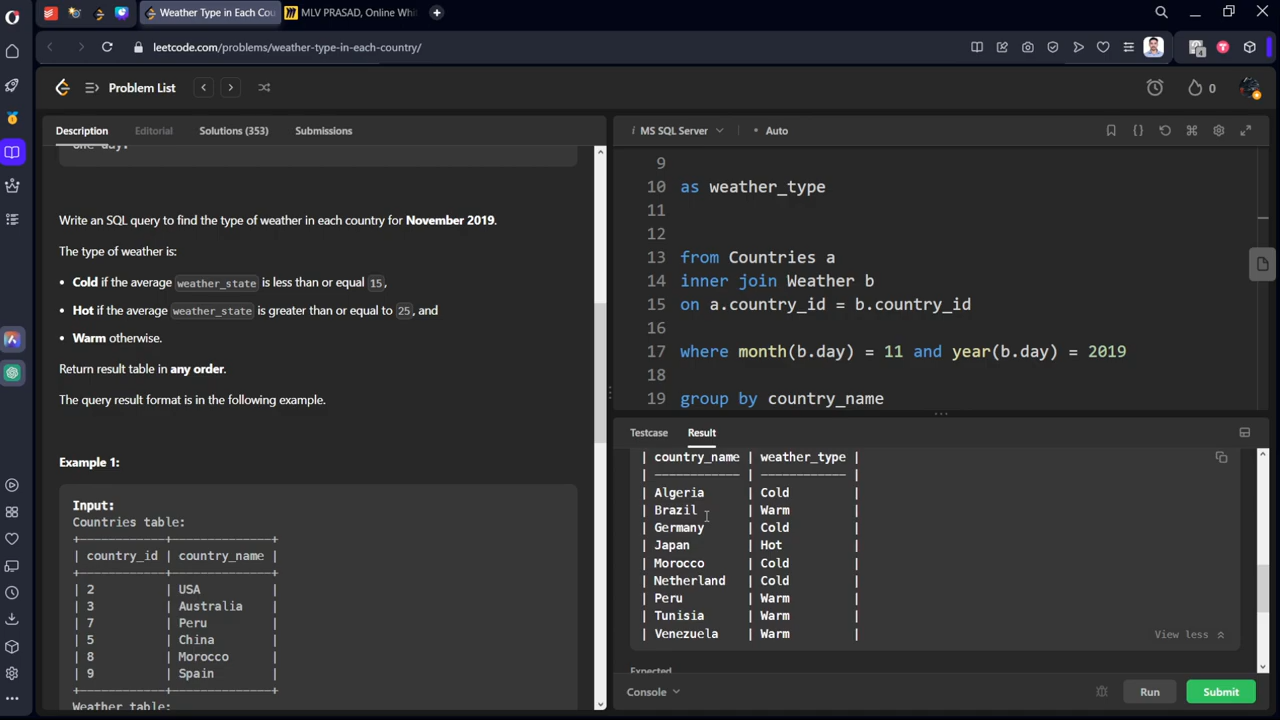 Weather Type in Each Cou
MLV PRASAD, Online Whi
leetcode.com/problems/weather-type-in-each-country/
4
Problem List
0
Description
Editorial
Solutions (353)
Submissions
one day.
Write an SQL query to find the type of weather in each country for November 2019.
The type of weather is:
Cold if the average weather_state is less than or equal 15,
Hot if the average weather_state is greater than or equal to 25, and
Warm otherwise.
Return result table in any order.
The query result format is in the following example.
Example 1:
Input:
Countries table:
+------------+--------------+
| country_id | country_name |
+------------+--------------+
| 2 | USA |
| 3 | Australia |
| 7 | Peru |
| 5 | China |
| 8 | Morocco |
| 9 | Spain |
+------------+--------------+
Weather table:
i MS SQL Server
• Auto
9
10 as weather_type
11
12
13 from Countries a
14 inner join Weather b
15 on a.country_id = b.country_id
16
17 where month(b.day) = 11 and year(b.day) = 2019
18
19 group by country_name
Testcase
Result
| country_name | weather_type |
| ------------ | ------------ |
| Algeria | Cold |
| Brazil | Warm |
| Germany | Cold |
| Japan | Hot |
| Morocco | Cold |
| Netherland | Cold |
| Peru | Warm |
| Tunisia | Warm |
| Venezuela | Warm |
View less
Expected
Console
Run
Submit